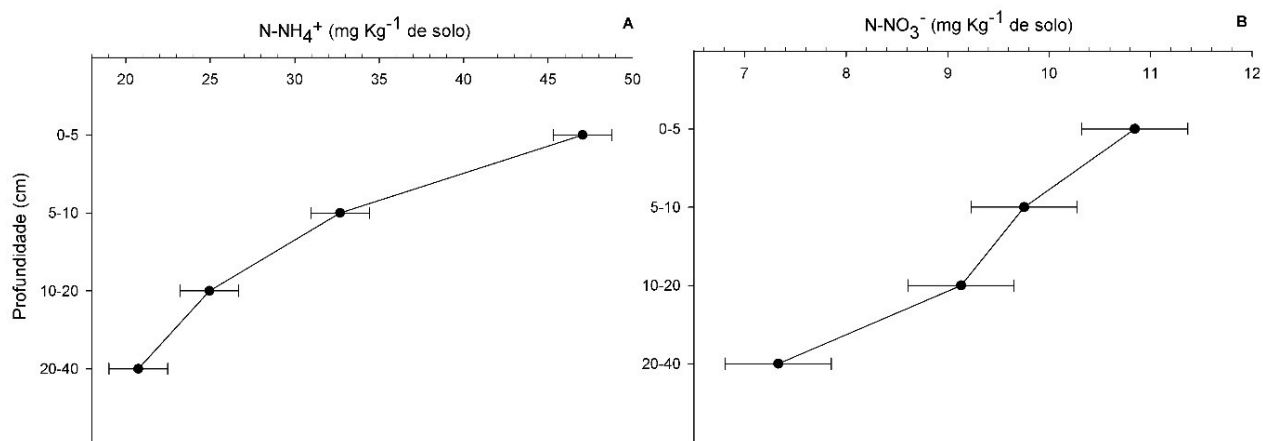 N-NH₄⁺ (mg Kg⁻¹ de solo)
A
20 25 30 35 40 45 50
Profundidade (cm)
0-5
5-10
10-20
20-40
N-NO₃⁻ (mg Kg⁻¹ de solo)
B
7 8 9 10 11 12
0-5
5-10
10-20
20-40